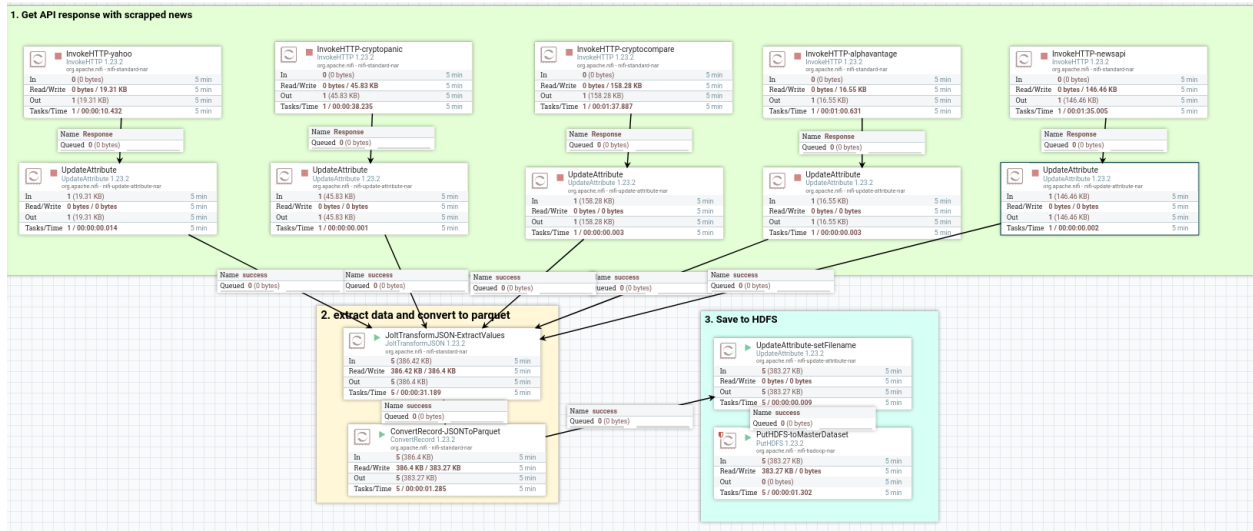 1. Get API response with scrapped news
InvokeHTTP-yahoo
InvokeHTTP 1.23.2
org.apache.nifi - nifi-standard-nar
In 0 (0 bytes) 5 min
Read/Write 0 bytes / 19.31 KB 5 min
Out 1 (19.31 KB) 5 min
Tasks/Time 1 / 00:00:10.432 5 min
InvokeHTTP-cryptopanic
InvokeHTTP 1.23.2
org.apache.nifi - nifi-standard-nar
In 0 (0 bytes) 5 min
Read/Write 0 bytes / 45.83 KB 5 min
Out 1 (45.83 KB) 5 min
Tasks/Time 1 / 00:00:38.235 5 min
InvokeHTTP-cryptocompare
InvokeHTTP 1.23.2
org.apache.nifi - nifi-standard-nar
In 0 (0 bytes) 5 min
Read/Write 0 bytes / 158.28 KB 5 min
Out 1 (158.28 KB) 5 min
Tasks/Time 1 / 00:01:37.887 5 min
InvokeHTTP-alphavantage
InvokeHTTP 1.23.2
org.apache.nifi - nifi-standard-nar
In 0 (0 bytes) 5 min
Read/Write 0 bytes / 16.55 KB 5 min
Out 1 (16.55 KB) 5 min
Tasks/Time 1 / 00:01:00.631 5 min
InvokeHTTP-newsapi
InvokeHTTP 1.23.2
org.apache.nifi - nifi-standard-nar
In 0 (0 bytes) 5 min
Read/Write 0 bytes / 146.46 KB 5 min
Out 1 (146.46 KB) 5 min
Tasks/Time 1 / 00:01:35.005 5 min
Name Response
Queued 0 (0 bytes)
Name Response
Queued 0 (0 bytes)
Name Response
Queued 0 (0 bytes)
Name Response
Queued 0 (0 bytes)
Name Response
Queued 0 (0 bytes)
UpdateAttribute
UpdateAttribute 1.23.2
org.apache.nifi - nifi-update-attribute-nar
In 1 (19.31 KB) 5 min
Read/Write 0 bytes / 0 bytes 5 min
Out 1 (19.31 KB) 5 min
Tasks/Time 1 / 00:00:00.014 5 min
UpdateAttribute
UpdateAttribute 1.23.2
org.apache.nifi - nifi-update-attribute-nar
In 1 (45.83 KB) 5 min
Read/Write 0 bytes / 0 bytes 5 min
Out 1 (45.83 KB) 5 min
Tasks/Time 1 / 00:00:00.001 5 min
UpdateAttribute
UpdateAttribute 1.23.2
org.apache.nifi - nifi-update-attribute-nar
In 1 (158.28 KB) 5 min
Read/Write 0 bytes / 0 bytes 5 min
Out 1 (158.28 KB) 5 min
Tasks/Time 1 / 00:00:00.003 5 min
UpdateAttribute
UpdateAttribute 1.23.2
org.apache.nifi - nifi-update-attribute-nar
In 1 (16.55 KB) 5 min
Read/Write 0 bytes / 0 bytes 5 min
Out 1 (16.55 KB) 5 min
Tasks/Time 1 / 00:00:00.003 5 min
UpdateAttribute
UpdateAttribute 1.23.2
org.apache.nifi - nifi-update-attribute-nar
In 1 (146.46 KB) 5 min
Read/Write 0 bytes / 0 bytes 5 min
Out 1 (146.46 KB) 5 min
Tasks/Time 1 / 00:00:00.002 5 min
Name success
Queued 0 (0 bytes)
Name success
Queued 0 (0 bytes)
Name success
Queued 0 (0 bytes)
Name success
Queued 0 (0 bytes)
Name success
Queued 0 (0 bytes)
2. extract data and convert to parquet
JoltTransformJSON-ExtractValues
JoltTransformJSON 1.23.2
org.apache.nifi - nifi-standard-nar
In 5 (386.42 KB) 5 min
Read/Write 386.42 KB / 386.4 KB 5 min
Out 5 (386.4 KB) 5 min
Tasks/Time 5 / 00:00:31.189 5 min
Name success
Queued 0 (0 bytes)
ConvertRecord-JSONToParquet
ConvertRecord 1.23.2
org.apache.nifi - nifi-standard-nar
In 5 (386.4 KB) 5 min
Read/Write 386.4 KB / 383.27 KB 5 min
Out 5 (383.27 KB) 5 min
Tasks/Time 5 / 00:00:01.285 5 min
Name success
Queued 0 (0 bytes)
3. Save to HDFS
UpdateAttribute-setFilename
UpdateAttribute 1.23.2
org.apache.nifi - nifi-update-attribute-nar
In 5 (383.27 KB) 5 min
Read/Write 0 bytes / 0 bytes 5 min
Out 5 (383.27 KB) 5 min
Tasks/Time 5 / 00:00:00.009 5 min
Name success
Queued 0 (0 bytes)
PutHDFS-toMasterDataset
PutHDFS 1.23.2
org.apache.nifi - nifi-hadoop-nar
In 5 (383.27 KB) 5 min
Read/Write 383.27 KB / 0 bytes 5 min
Out 0 (0 bytes) 5 min
Tasks/Time 5 / 00:00:01.302 5 min